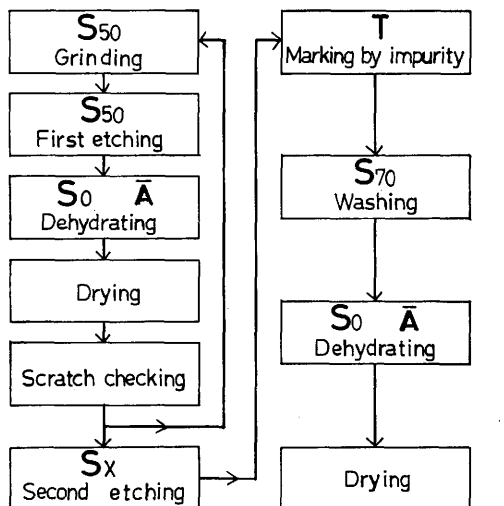 S50
Grinding
S50
First etching
S0 Ā
Dehydrating
Drying
Scratch checking
Sx
Second etching
T
Marking by impurity
S70
Washing
S0 Ā
Dehydrating
Drying